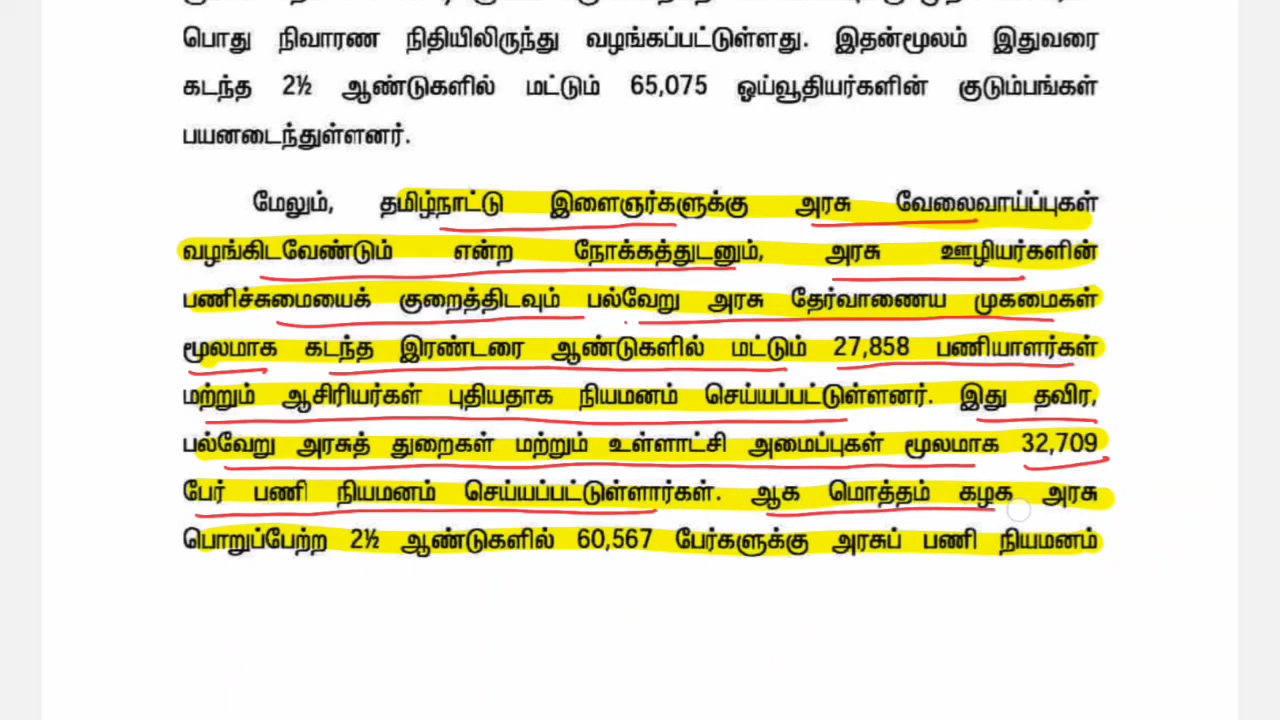 பொது நிவாரண நிதியிலிருந்து வழங்கப்பட்டுள்ளது. இதன்மூலம் இதுவரை
கடந்த 2½ ஆண்டுகளில் மட்டும் 65,075 ஓய்வூதியர்களின் குடும்பங்கள்
பயனடைந்துள்ளனர்.
மேலும், தமிழ்நாட்டு இளைஞர்களுக்கு அரசு வேலைவாய்ப்புகள்
வழங்கிடவேண்டும் என்ற நோக்கத்துடனும், அரசு ஊழியர்களின்
பணிச்சுமையைக் குறைத்திடவும் பல்வேறு அரசு தேர்வாணைய முகமைகள்
மூலமாக கடந்த இரண்டரை ஆண்டுகளில் மட்டும் 27,858 பணியாளர்கள்
மற்றும் ஆசிரியர்கள் புதியதாக நியமனம் செய்யப்பட்டுள்ளனர். இது தவிர,
பல்வேறு அரசுத் துறைகள் மற்றும் உள்ளாட்சி அமைப்புகள் மூலமாக 32,709
பேர் பணி நியமனம் செய்யப்பட்டுள்ளார்கள். ஆக மொத்தம் கழக அரசு
பொறுப்பேற்ற 2½ ஆண்டுகளில் 60,567 பேர்களுக்கு அரசுப் பணி நியமனம்